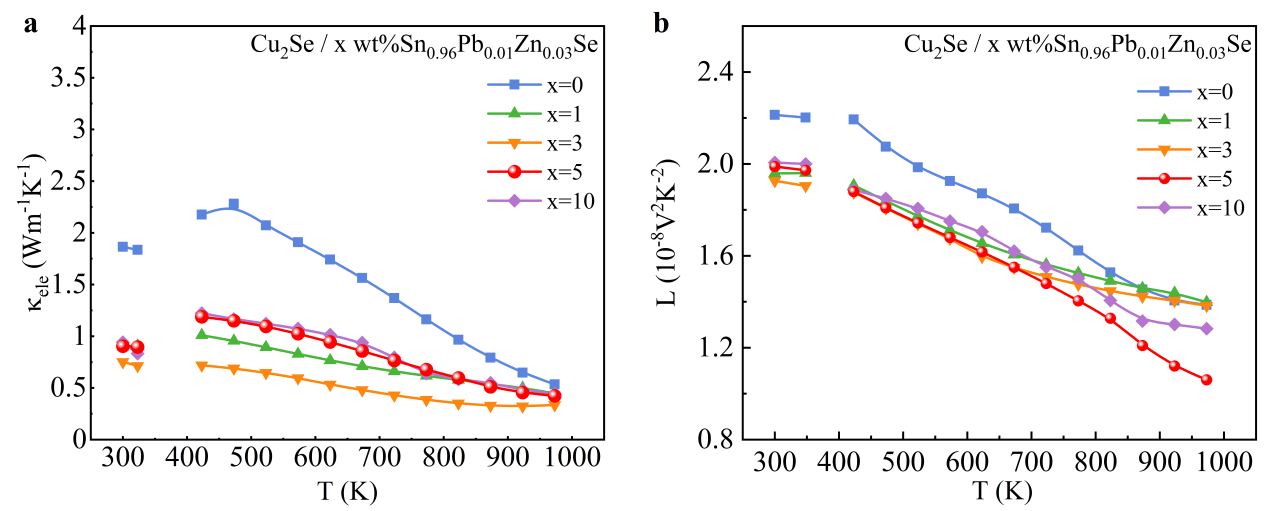 a
Cu₂Se / x wt%Sn₀.₉₆Pb₀.₀₁Zn₀.₀₃Se
x=0
x=1
x=3
x=5
x=10
4
3.5
3
2.5
2
1.5
1
0.5
0
κₑₗₑ (Wm⁻¹K⁻¹)
300 400 500 600 700 800 900 1000
T (K)
b
Cu₂Se / x wt%Sn₀.₉₆Pb₀.₀₁Zn₀.₀₃Se
x=0
x=1
x=3
x=5
x=10
2.4
2.0
1.6
1.2
0.8
L (10⁻⁸V²K⁻²)
300 400 500 600 700 800 900 1000
T (K)